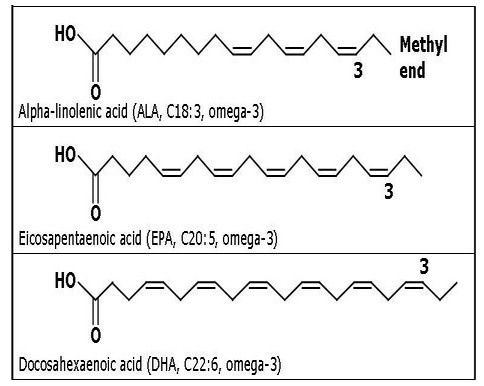 HO
Methyl
3 end
O
Alpha-linolenic acid (ALA, C18:3, omega-3)
HO
3
O
Eicosapentaenoic acid (EPA, C20:5, omega-3)
3
HO
O
Docosahexaenoic acid (DHA, C22:6, omega-3)